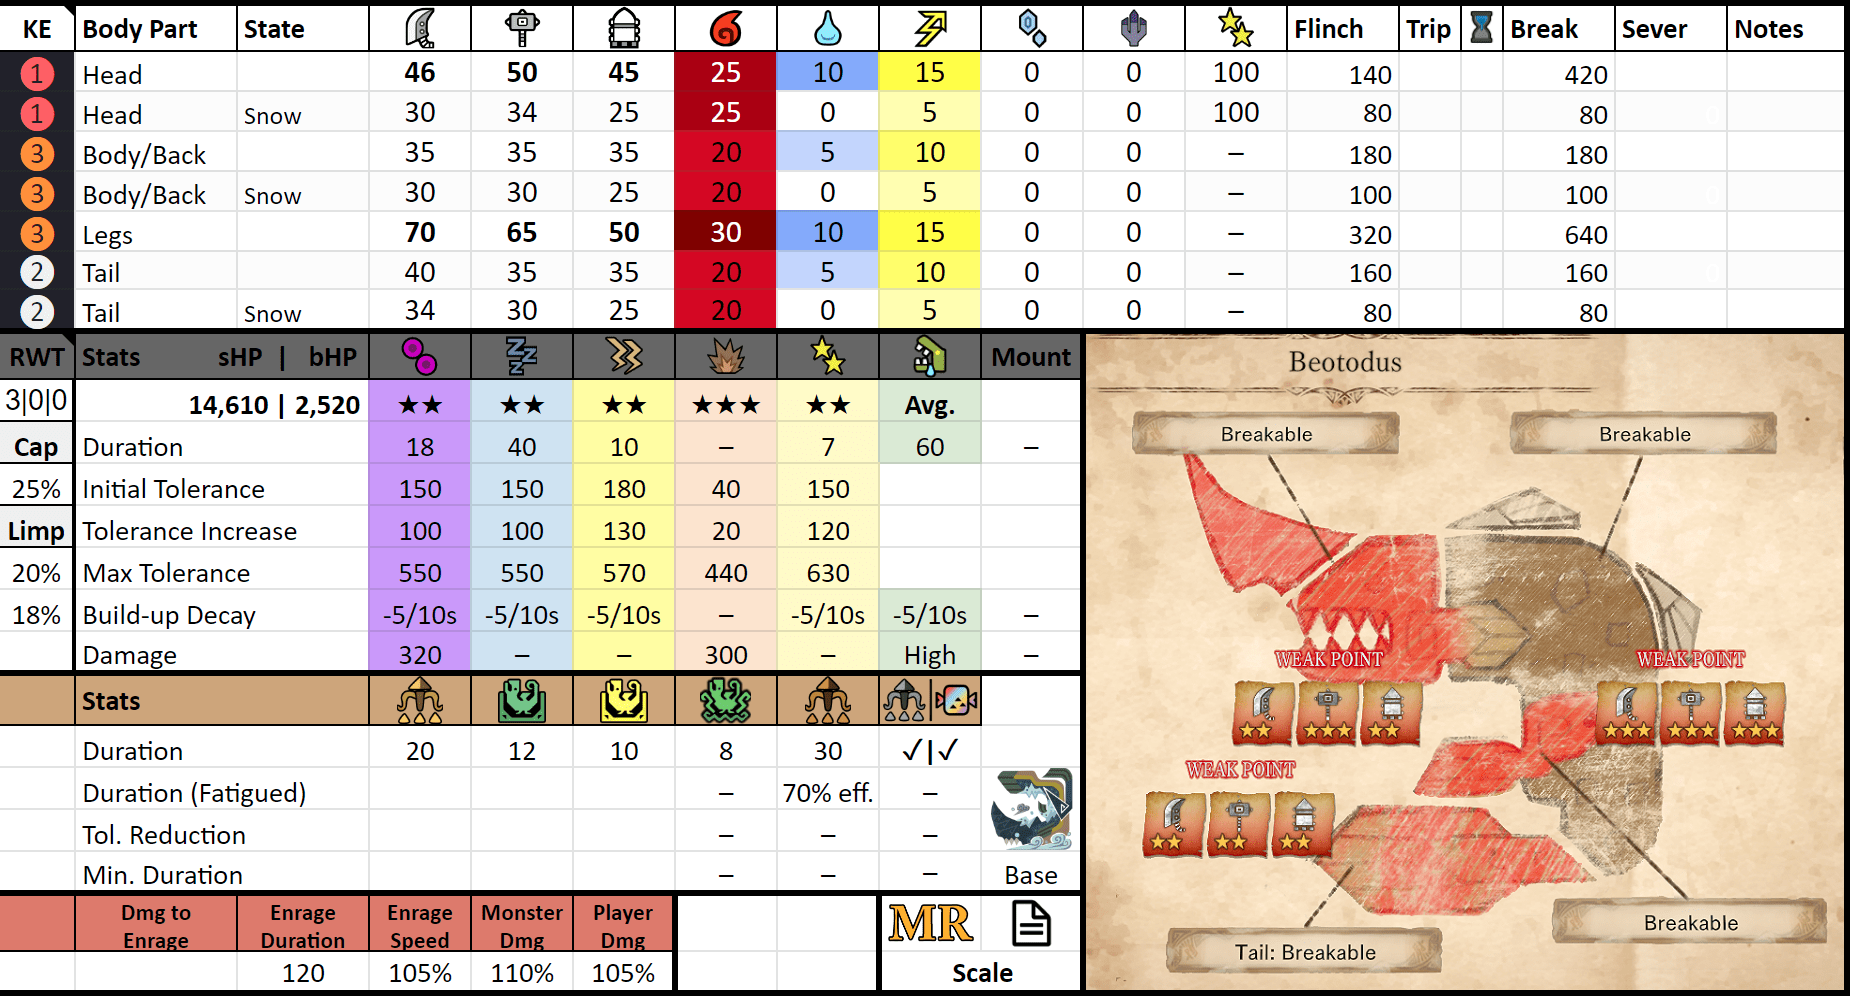 KE Body Part State Flinch Trip Break Sever Notes
1 Head 46 50 45 25 10 15 0 0 100 140 420
1 Head Snow 30 34 25 25 0 5 0 0 100 80 80
3 Body/Back 35 35 35 20 5 10 0 0 – 180 180
3 Body/Back Snow 30 30 25 20 0 5 0 0 – 100 100
3 Legs 70 65 50 30 10 15 0 0 – 320 640
2 Tail 40 35 35 20 5 10 0 0 – 160 160
2 Tail Snow 34 30 25 20 0 5 0 0 – 80 80
RWT Stats sHP | bHP Mount
3|0|0 14,610 | 2,520 ★★ ★★ ★★ ★★★ ★★ Avg.
Cap Duration 18 40 10 – 7 60 –
25% Initial Tolerance 150 150 180 40 150
Limp Tolerance Increase 100 100 130 20 120
20% Max Tolerance 550 550 570 440 630
18% Build-up Decay -5/10s -5/10s -5/10s – -5/10s -5/10s –
Damage 320 – – 300 – High –
Stats
Duration 20 12 10 8 30 ✓|✓
Duration (Fatigued) – 70% eff. –
Tol. Reduction – – –
Min. Duration – – – Base
Dmg to Enrage Enrage Duration Enrage Speed Monster Dmg Player Dmg MR
120 105% 110% 105% Scale
Beotodus
Breakable
Breakable
WEAK POINT
WEAK POINT
WEAK POINT
Breakable
Tail: Breakable